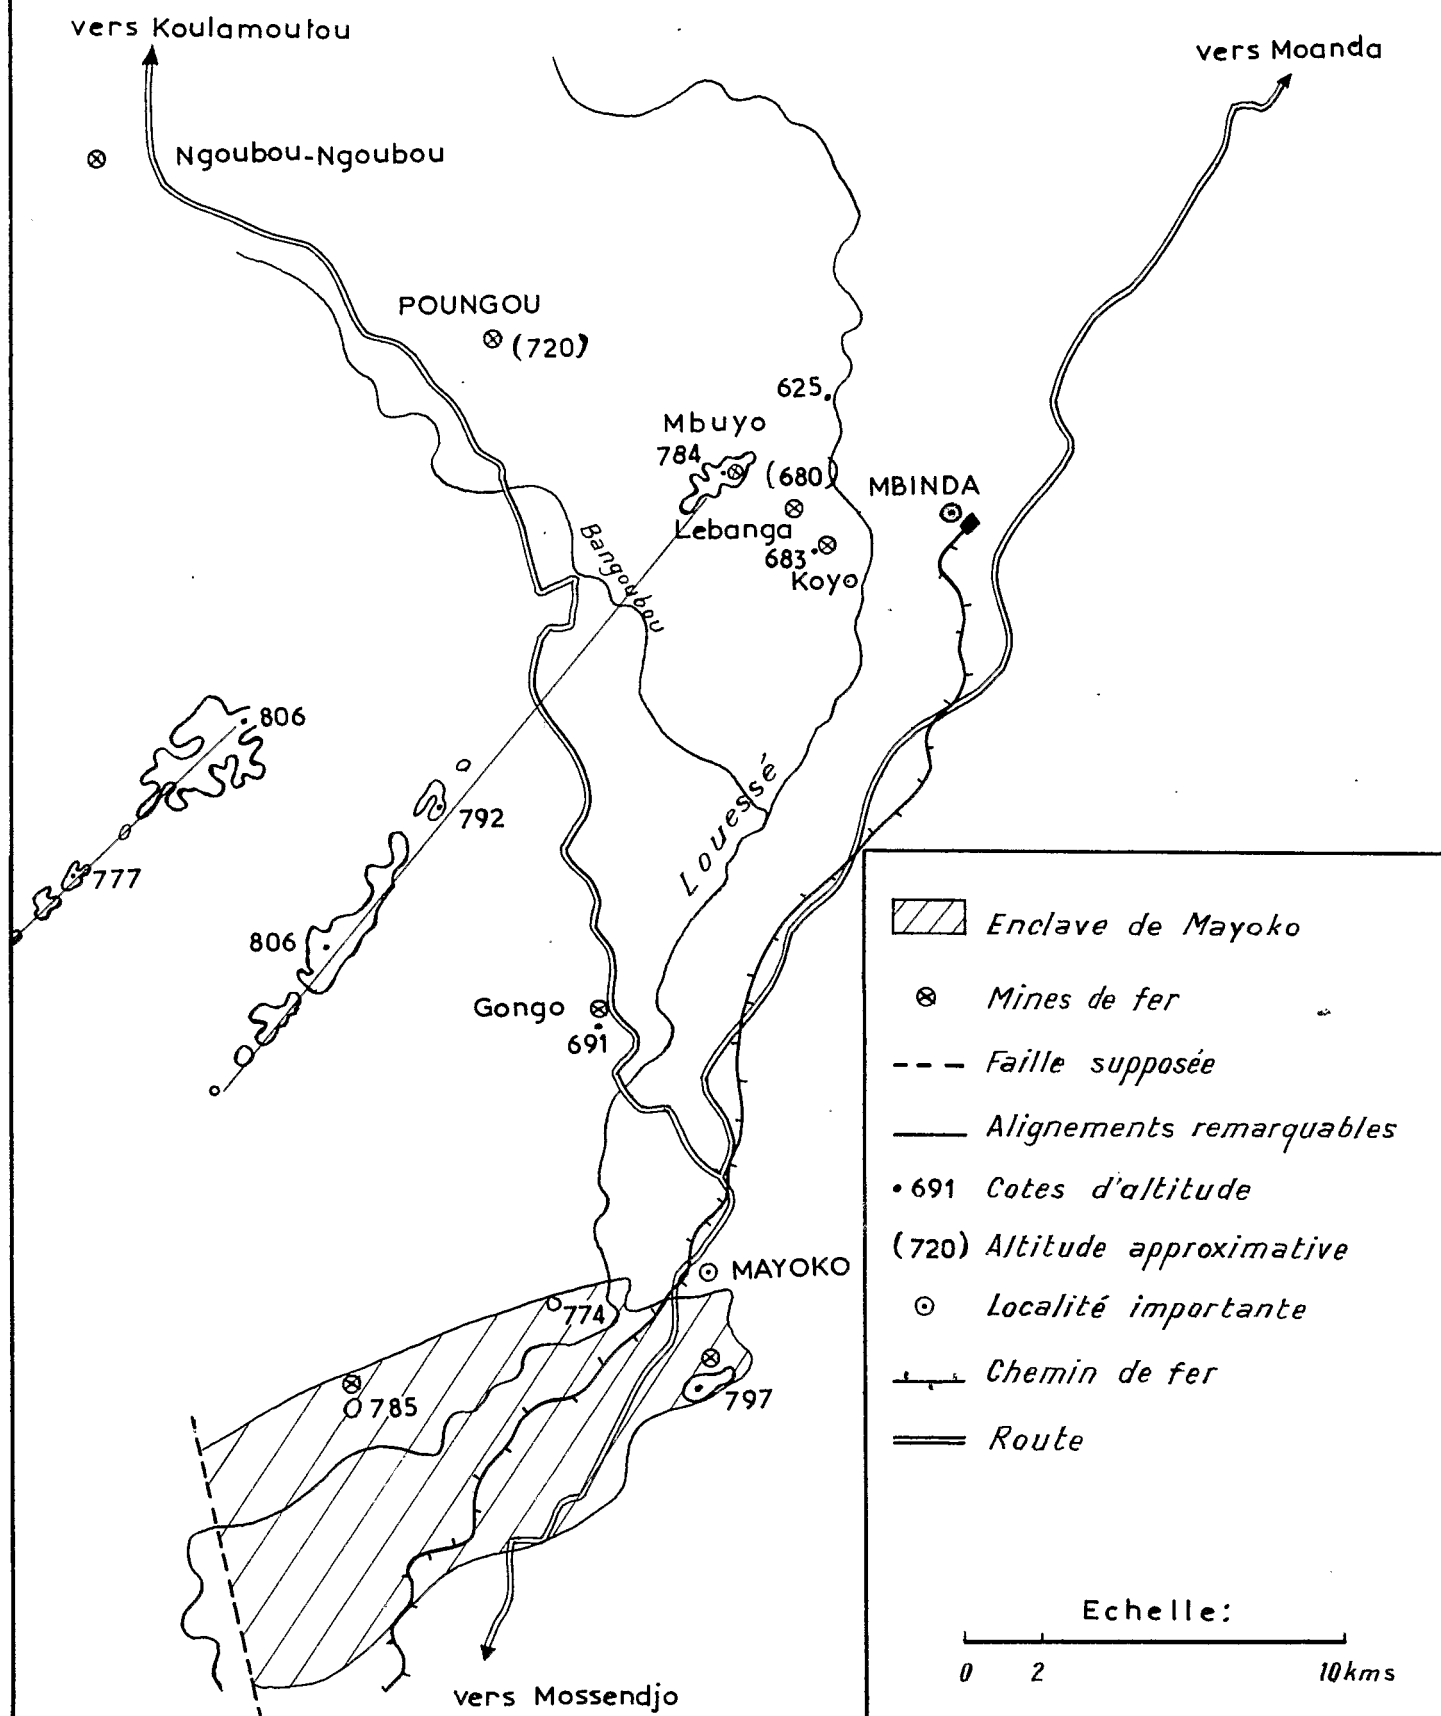 vers Koulamoutou
vers Moanda
Ngoubou-Ngoubou
POUNGOU
(720)
625
Mbuyo
784
(680)
MBINDA
Lebanga
683
Koyo
Bangoubou
806
Louessé
792
777
806
Gongo
691
MAYOKO
774
785
797
vers Mossendjo
Enclave de Mayoko
Mines de fer
Faille supposée
Alignements remarquables
691 Cotes d'altitude
(720) Altitude approximative
Localité importante
Chemin de fer
Route
Echelle:
0 2 10kms